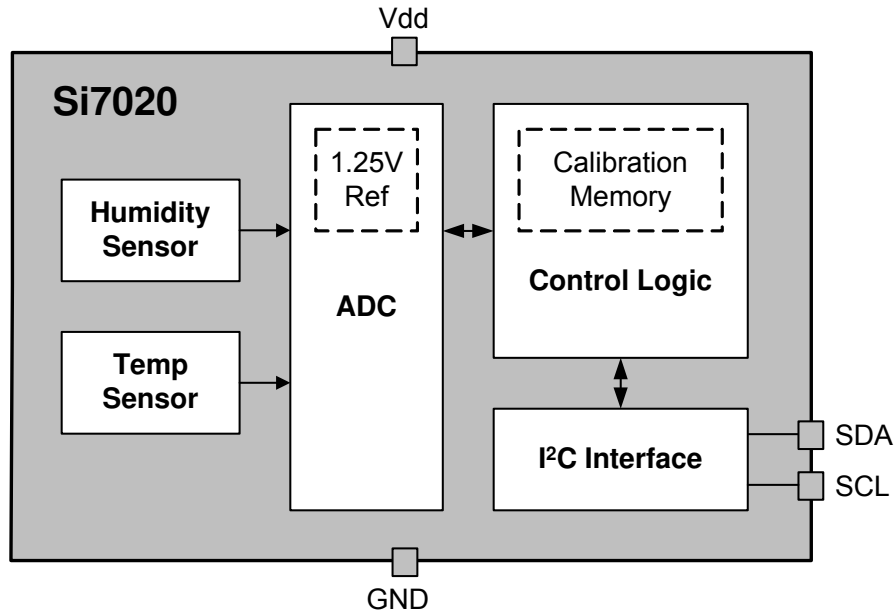 Vdd
Si7020
1.25V
Ref
Calibration
Memory
Humidity
Sensor
Control Logic
ADC
Temp
Sensor
I²C Interface
SDA
SCL
GND